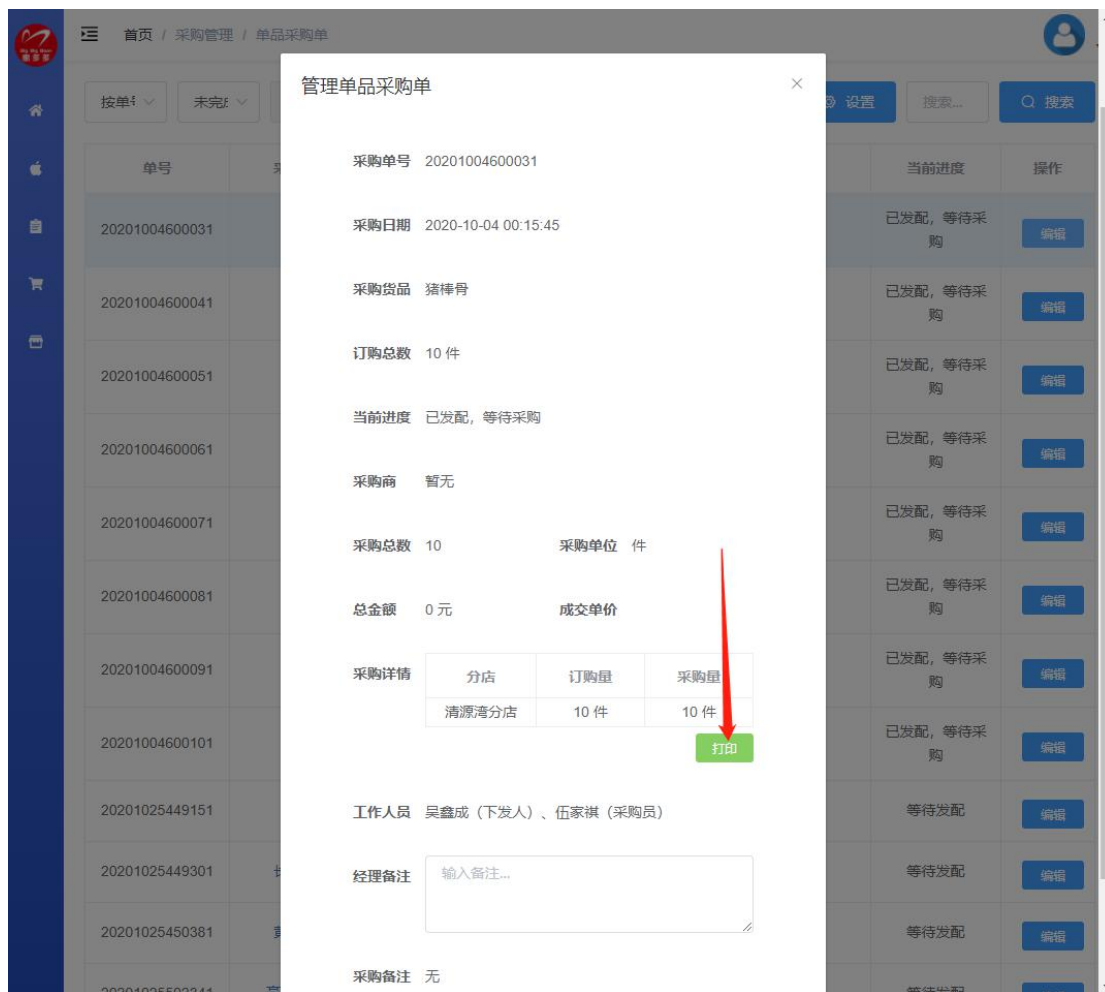 首页 / 采购管理 / 单品采购单
管理单品采购单
设置
搜索...
搜索
单号
当前进度
操作
采购单号 20201004600031
采购日期 2020-10-04 00:15:45
采购货品 猪棒骨
订购总数 10 件
当前进度 已发配，等待采购
采购商 暂无
采购总数 10 采购单位 件
总金额 0 元 成交单价
采购详情
分店 订购量 采购量
清源湾分店 10 件 10 件
打印
工作人员 吴鑫成（下发人）、伍家祺（采购员）
经理备注 输入备注...
采购备注 无
20201004600031 已发配，等待采
购
编辑
20201004600041 已发配，等待采
购
编辑
20201004600051 已发配，等待采
购
编辑
20201004600061 已发配，等待采
购
编辑
20201004600071 已发配，等待采
购
编辑
20201004600081 已发配，等待采
购
编辑
20201004600091 已发配，等待采
购
编辑
20201004600101 已发配，等待采
购
编辑
20201025449151 等待发配 编辑
20201025449301 等待发配 编辑
20201025450381 等待发配 编辑